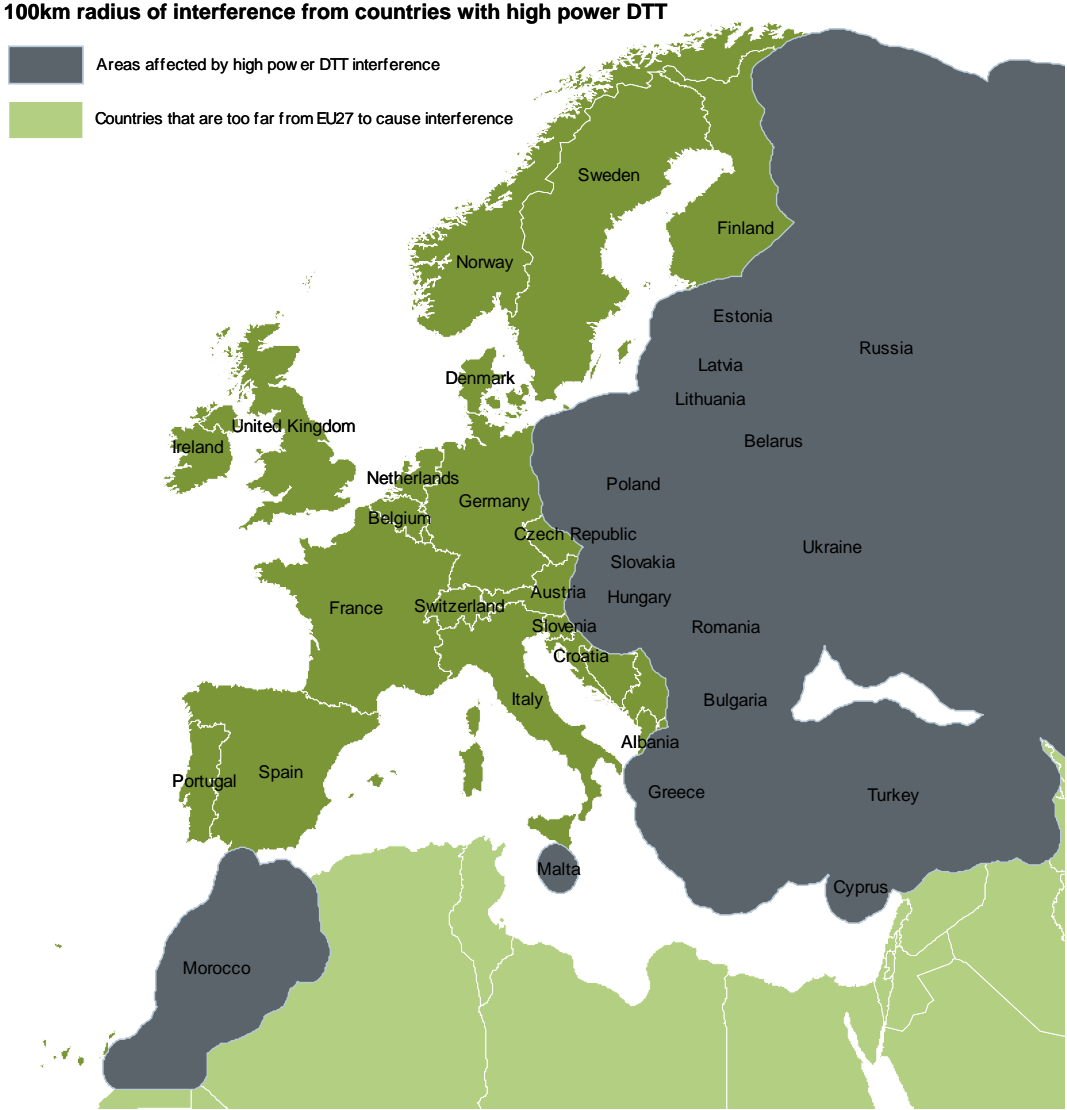 100km radius of interference from countries with high power DTT
Areas affected by high power DTT interference
Countries that are too far from EU27 to cause interference
Sweden
Finland
Norway
Estonia
Russia
Latvia
Denmark
Lithuania
United Kingdom
Belarus
Ireland
Netherlands
Poland
Germany
Belgium
Czech Republic
Ukraine
Slovakia
Austria
Hungary
France
Switzerland
Slovenia
Romania
Croatia
Italy
Bulgaria
Albania
Portugal
Spain
Greece
Turkey
Malta
Cyprus
Morocco